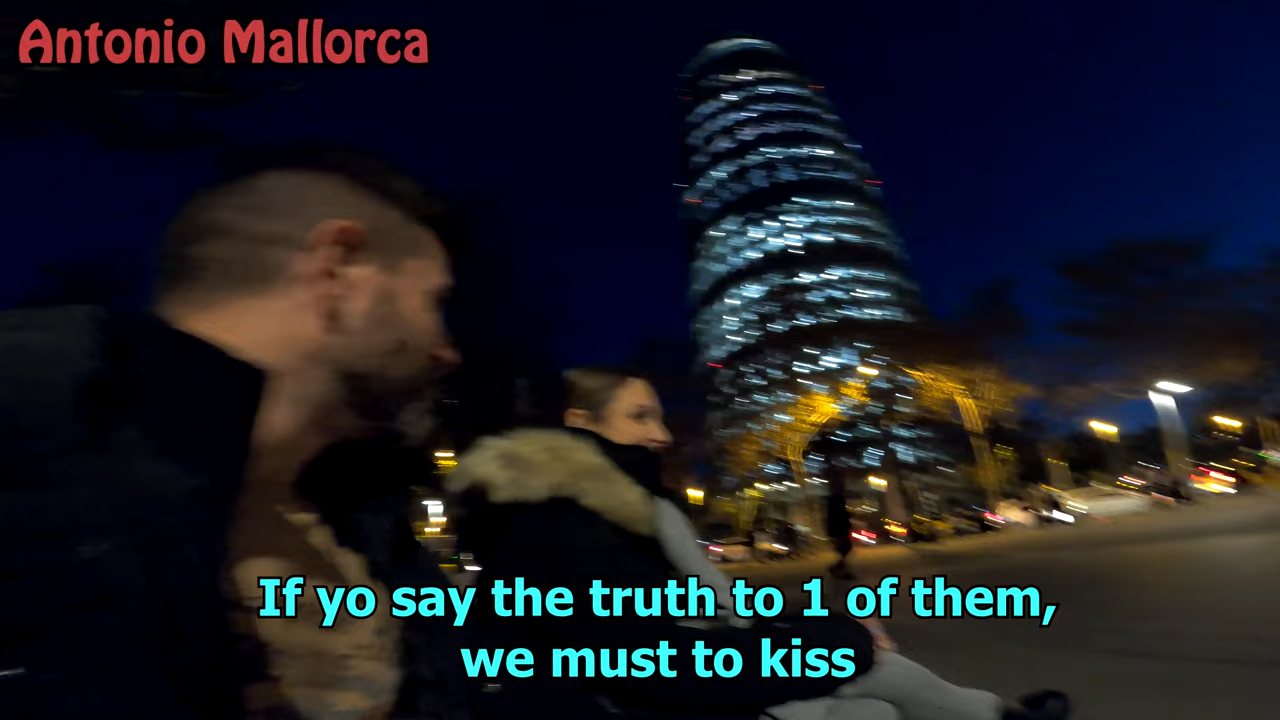 Antonio Mallorca
If yo say the truth to 1 of them,
we must to kiss